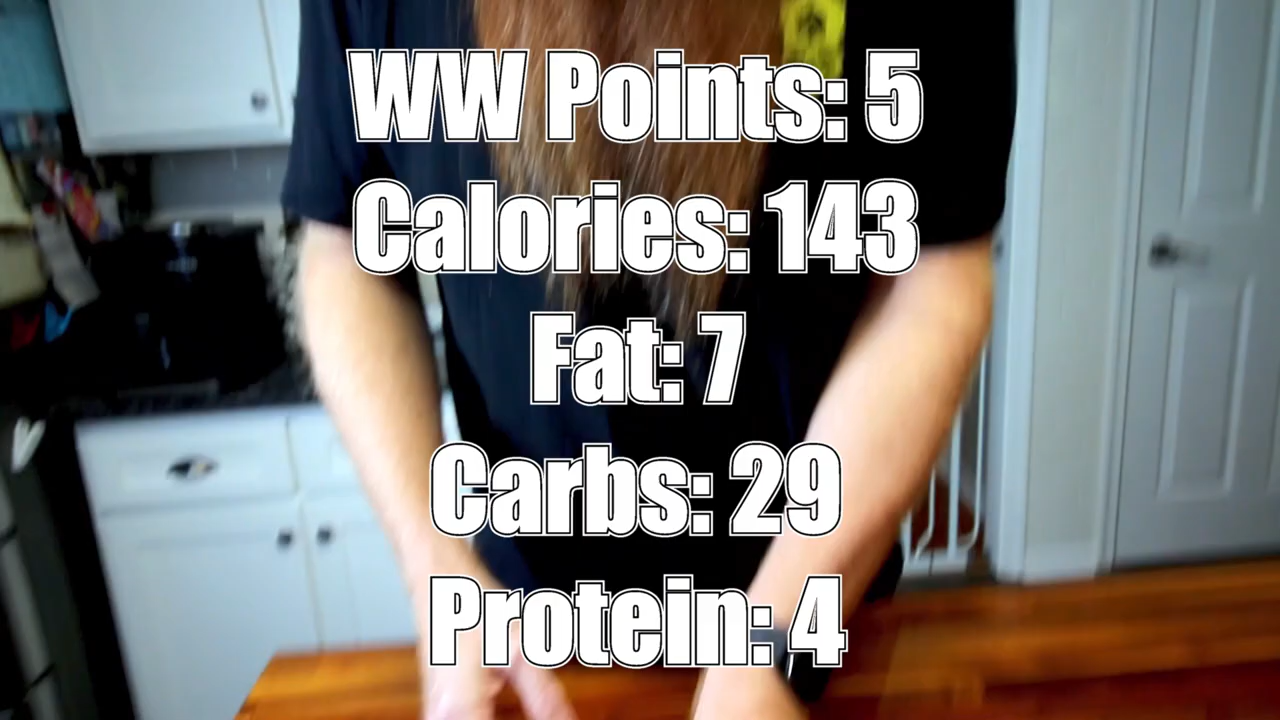 WW Points: 5
Calories: 143
Fat: 7
Carbs: 29
Protein: 4